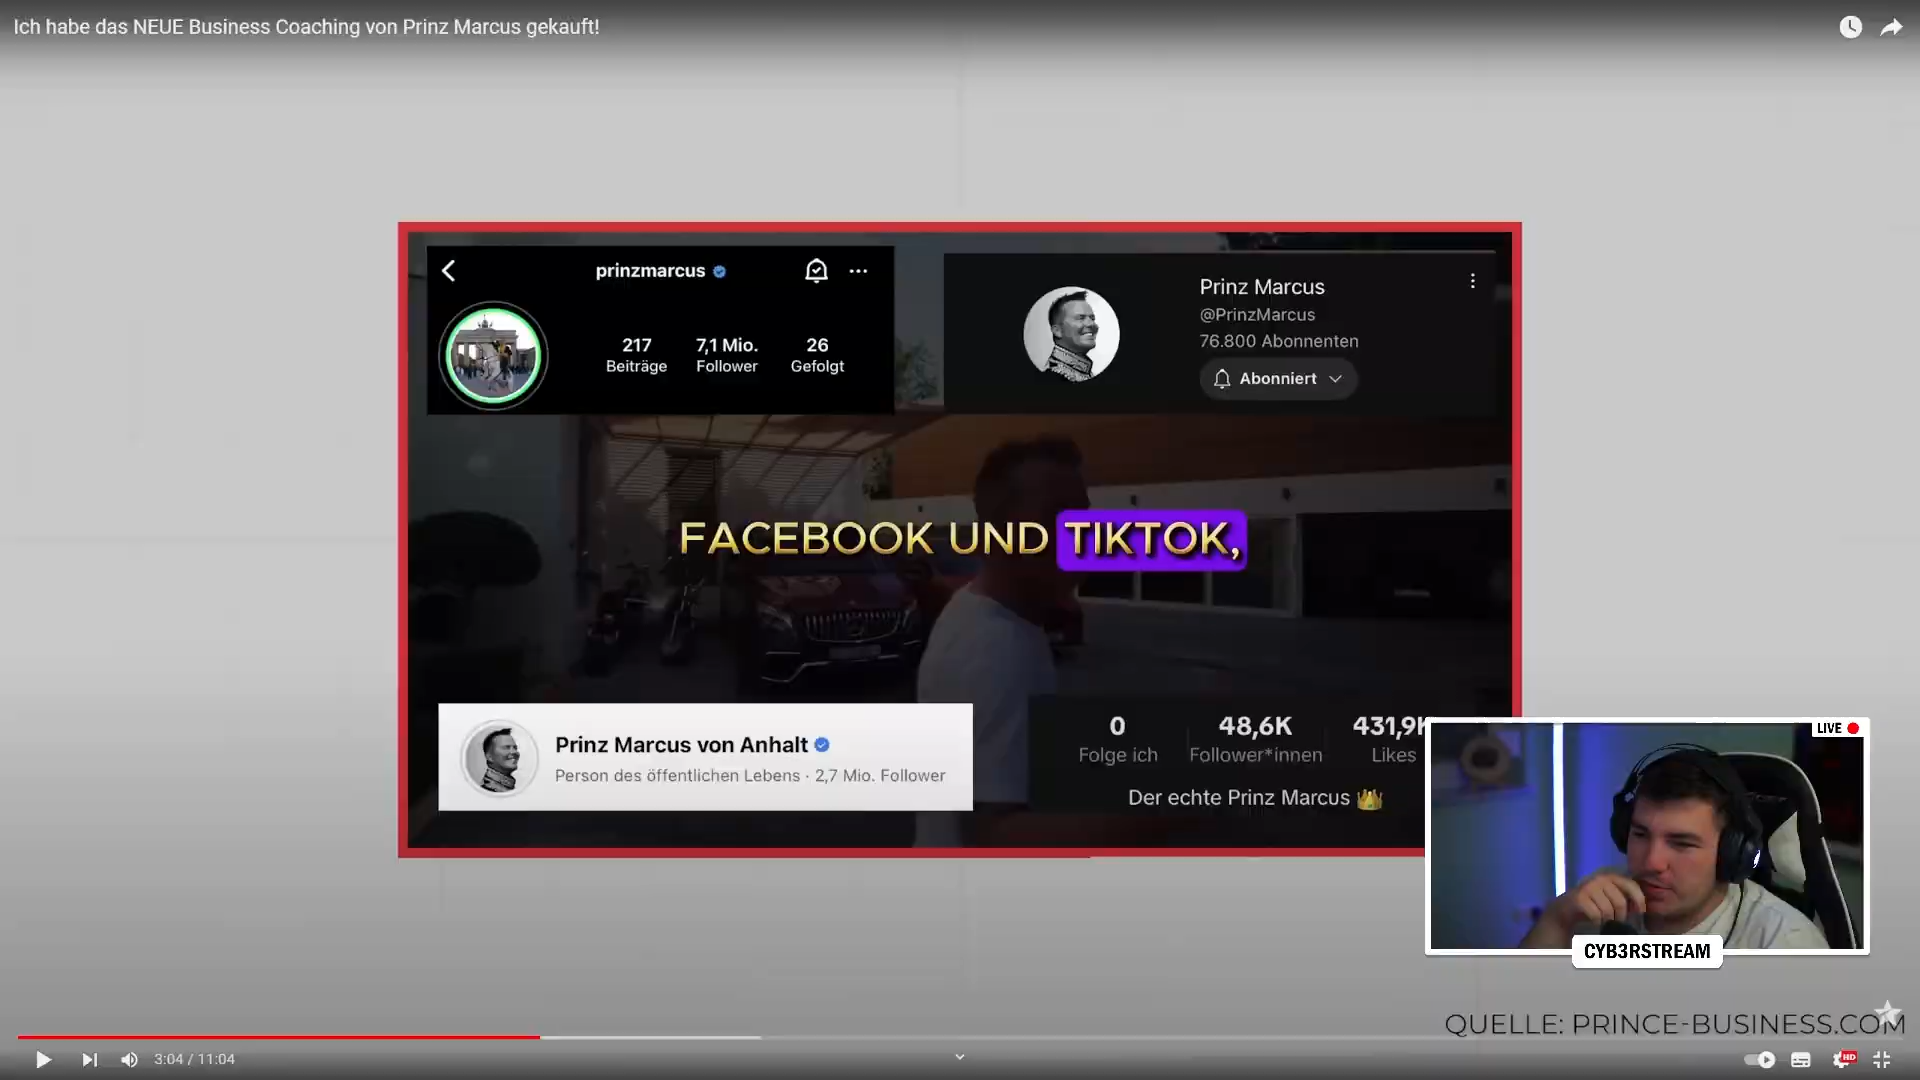 Ich habe das NEUE Business Coaching von Prinz Marcus gekauft!
prinzmarcus
217
Beiträge
7,1 Mio.
Follower
26
Gefolgt
Prinz Marcus
@PrinzMarcus
76.800 Abonnenten
Abonniert
FACEBOOK UND TIKTOK,
Prinz Marcus von Anhalt
Person des öffentlichen Lebens · 2,7 Mio. Follower
0
Folge ich
48,6K
Follower*innen
431,9K
Likes
Der echte Prinz Marcus 👑
LIVE
CYB3RSTREAM
QUELLE: PRINCE-BUSINESS.COM
3:04 / 11:04
HD